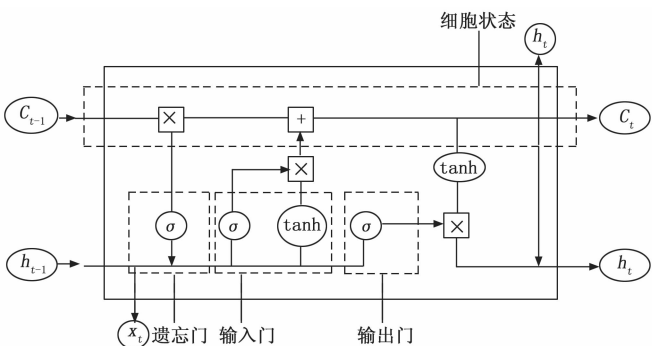 细胞状态
h_t
C_{t-1}
×
+
C_t
×
tanh
σ
σ
tanh
σ
×
h_{t-1}
h_t
x_t
遗忘门 输入门 输出门